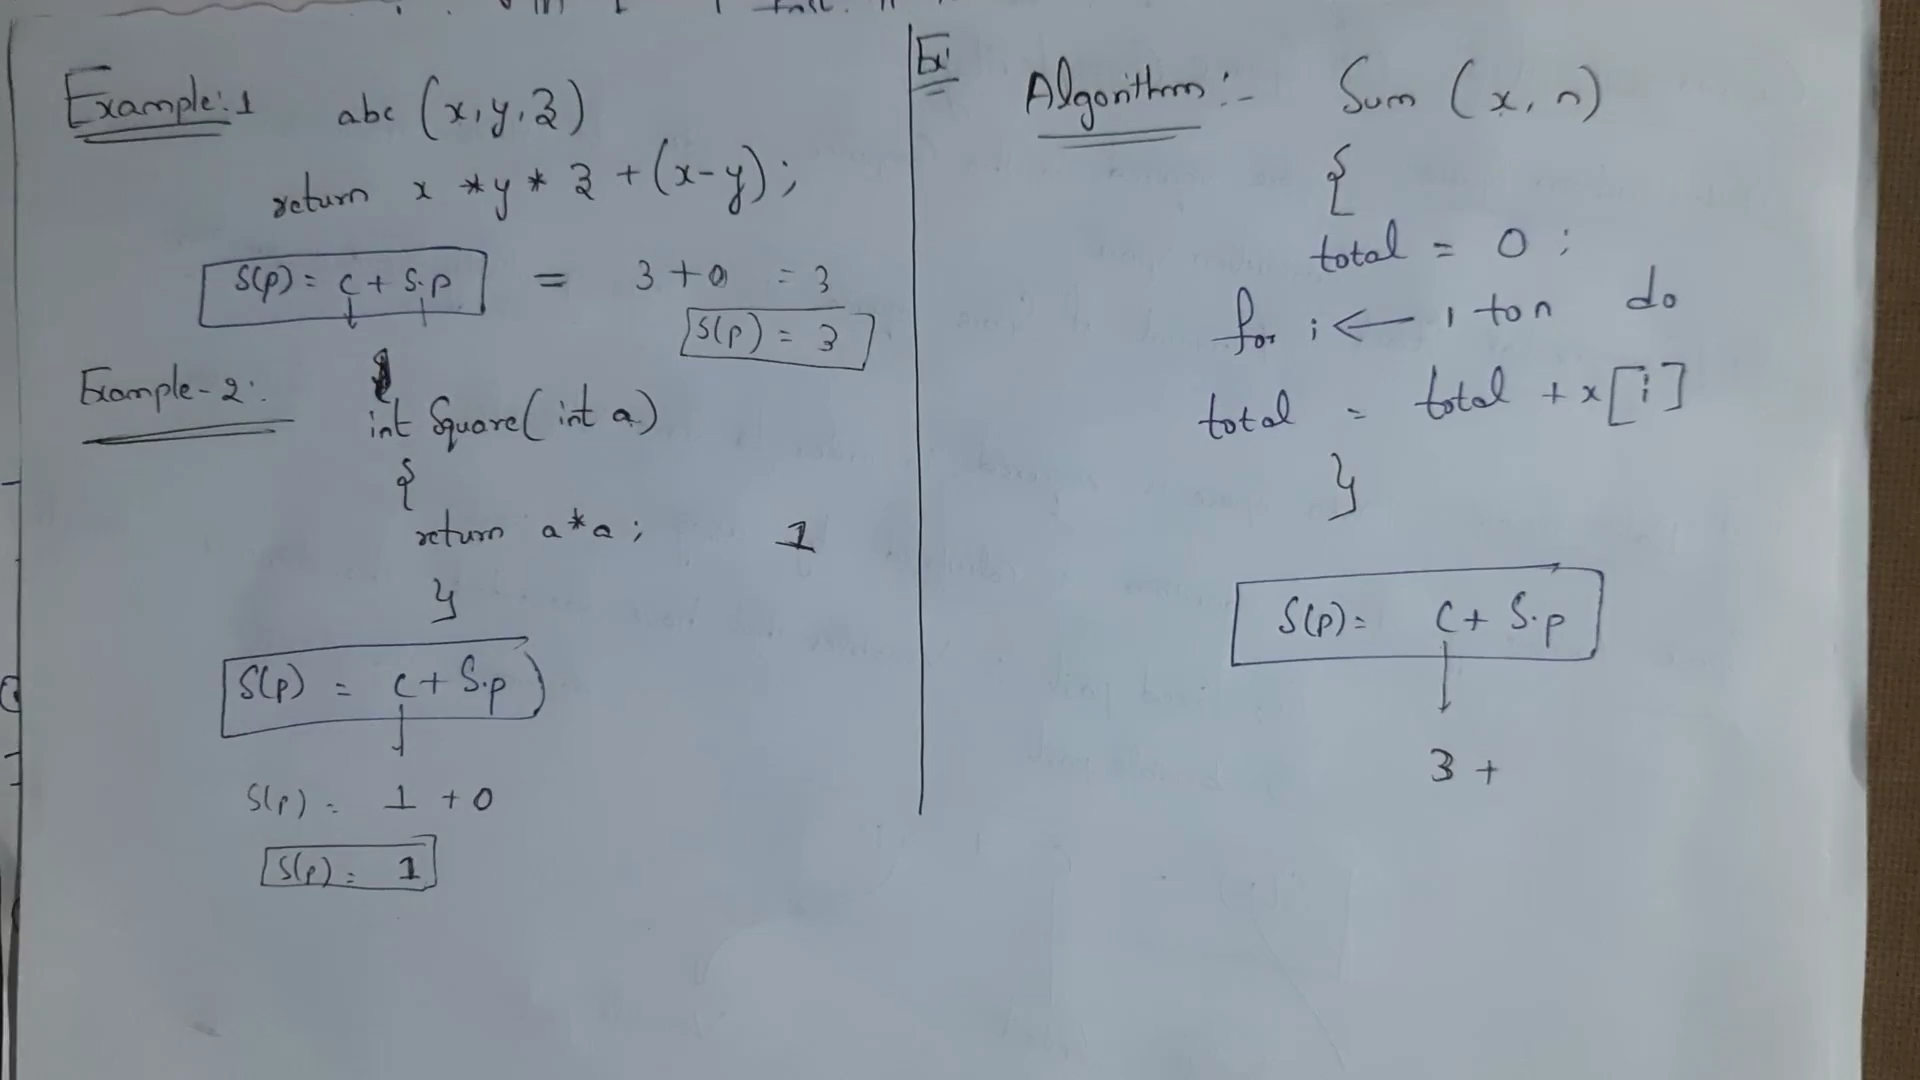 Example:1 abc (x, y, z)
return x * y * z + (x-y);
S(p) = C + S.p = 3+0 = 3
S(p) = 3
Example-2:
int Square( int a)
{
return a*a; 1
}
S(p) = C + S.p
S(p) = 1 + 0
S(p) = 1
Ex:
Algorithm:- Sum (x, n)
{
total = 0 ;
for i ← 1 to n do
total = total + x[i]
}
S(p) = C + S.p
3 +